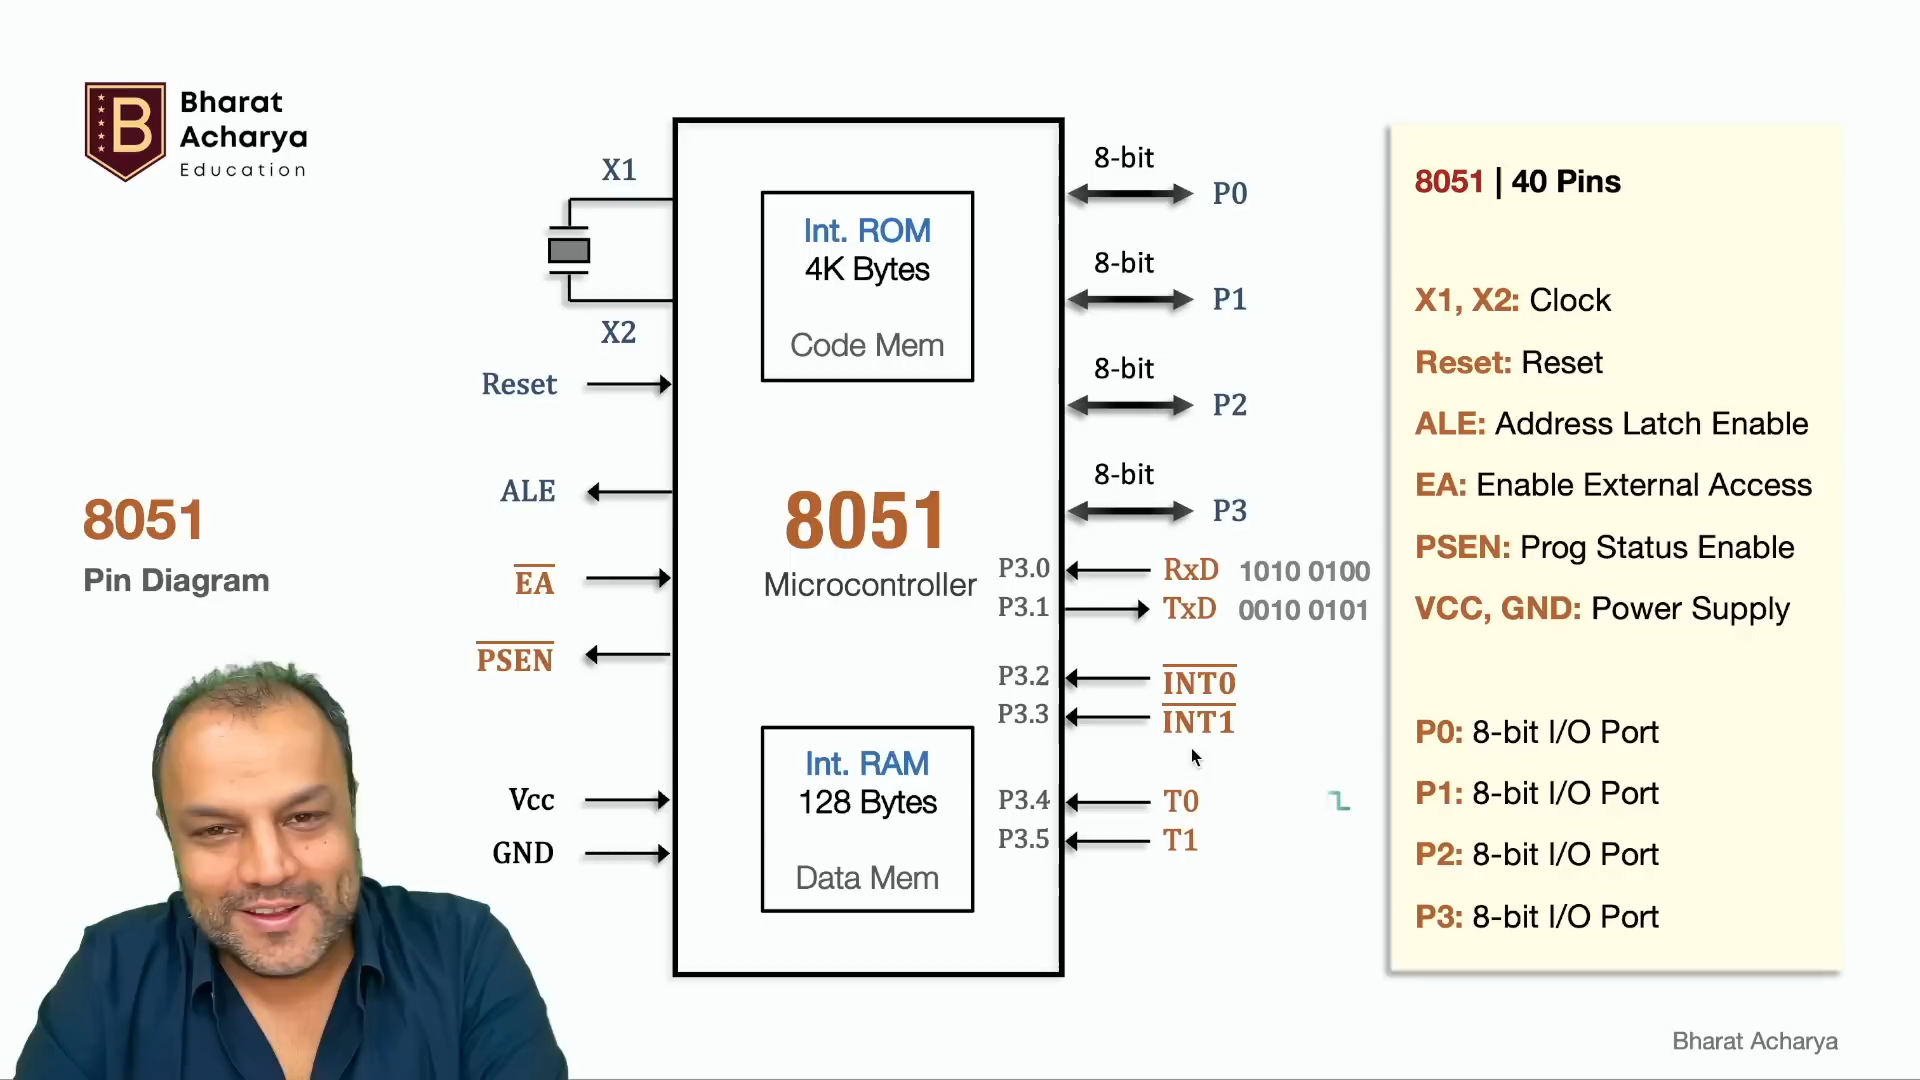 B
Bharat
Acharya
Education
8051
Pin Diagram
X1
X2
Reset
ALE
EA
PSEN
Vcc
GND
Int. ROM
4K Bytes
Code Mem
8051
Microcontroller
Int. RAM
128 Bytes
Data Mem
8-bit
P0
8-bit
P1
8-bit
P2
8-bit
P3
P3.0 RxD 1010 0100
P3.1 TxD 0010 0101
P3.2 INT0
P3.3 INT1
P3.4 T0
P3.5 T1
8051 | 40 Pins
X1, X2: Clock
Reset: Reset
ALE: Address Latch Enable
EA: Enable External Access
PSEN: Prog Status Enable
VCC, GND: Power Supply
P0: 8-bit I/O Port
P1: 8-bit I/O Port
P2: 8-bit I/O Port
P3: 8-bit I/O Port
Bharat Acharya